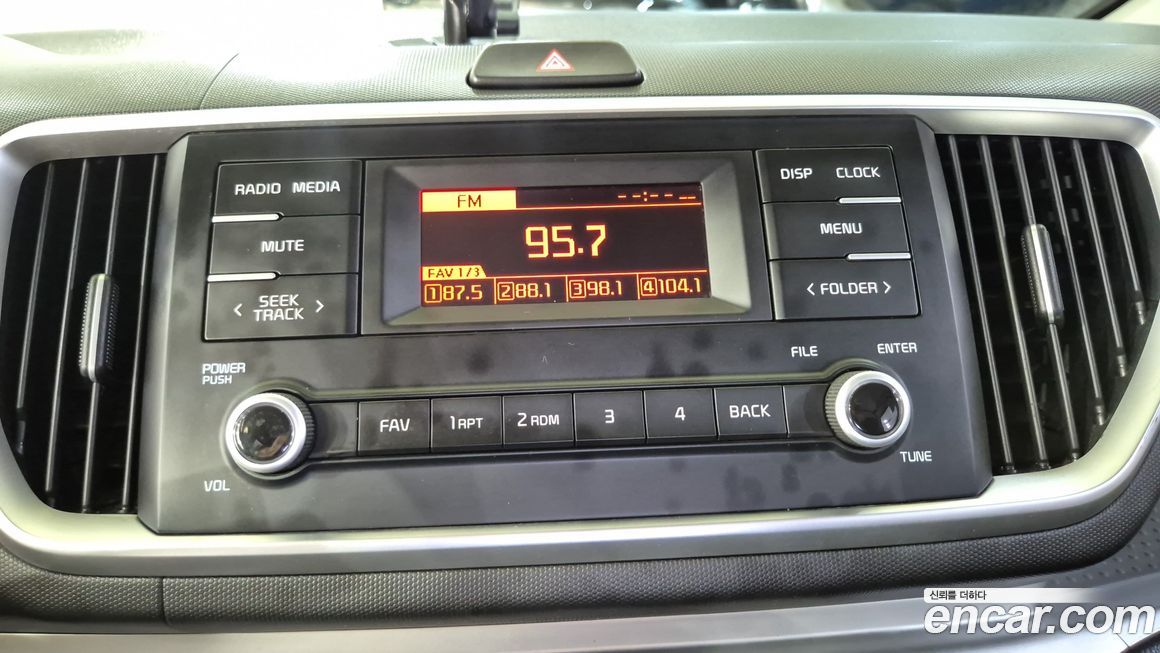 RADIO MEDIA
MUTE
< SEEK TRACK >
FM --:-- --
95.7
FAV 1/3
1 87.5 2 88.1 3 98.1 4 104.1
DISP CLOCK
MENU
< FOLDER >
POWER
PUSH
VOL
FAV 1 RPT 2 RDM 3 4 BACK
FILE ENTER
TUNE
신뢰를 더하다
encar.com